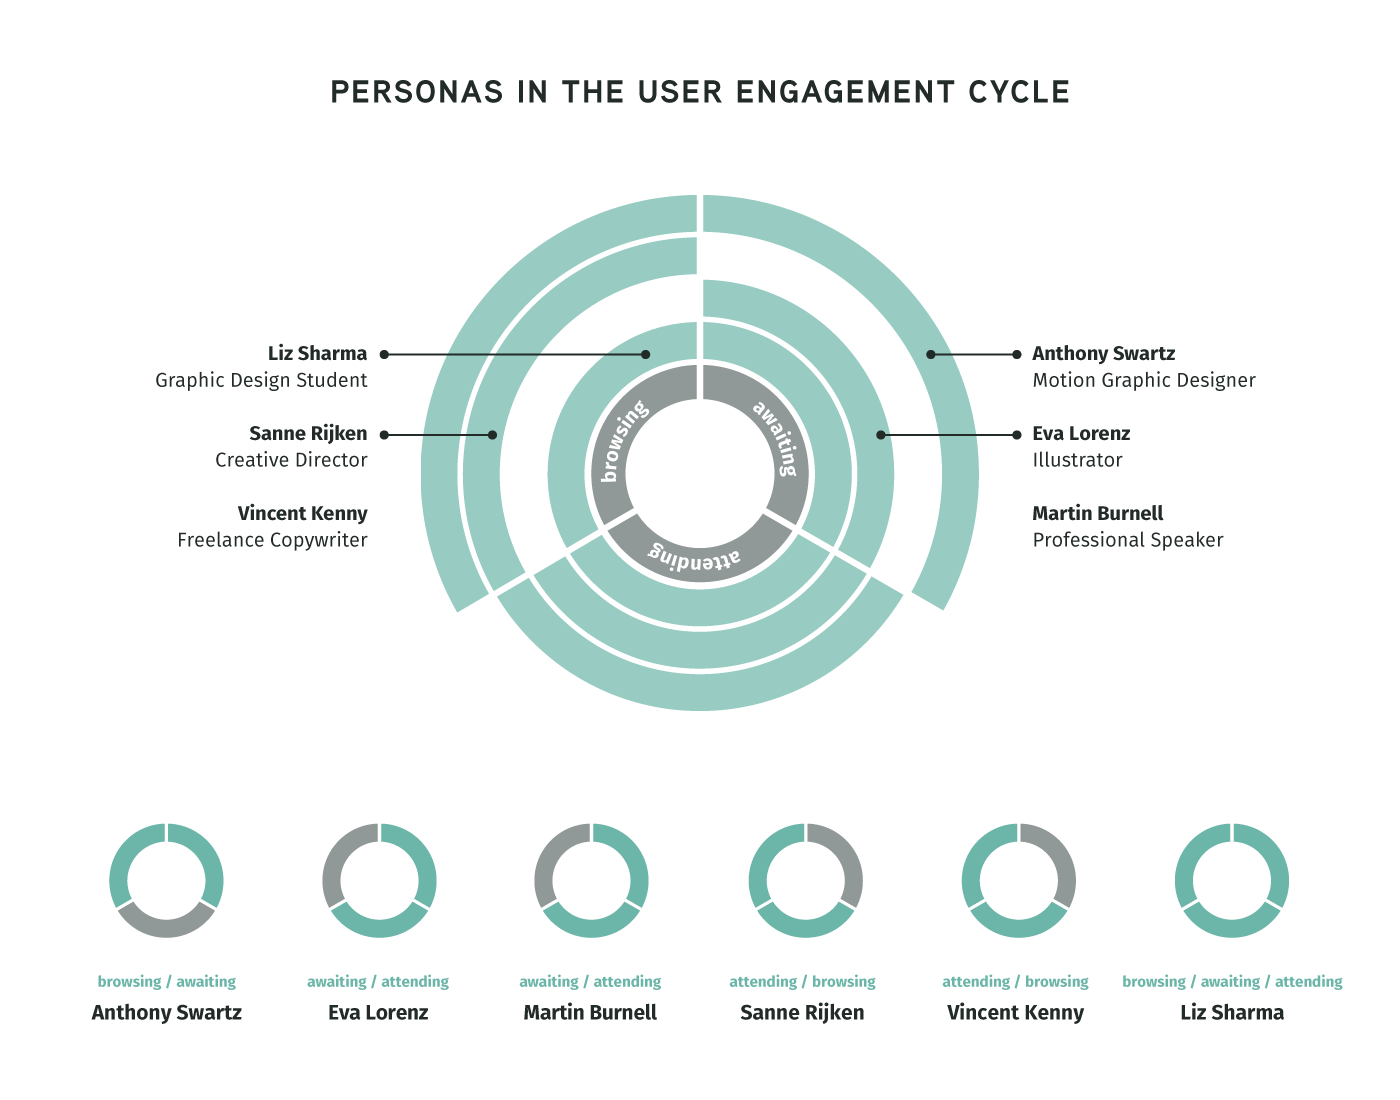 PERSONAS IN THE USER ENGAGEMENT CYCLE
Liz Sharma
Graphic Design Student
Sanne Rijken
Creative Director
Vincent Kenny
Freelance Copywriter
browsing
awaiting
attending
Anthony Swartz
Motion Graphic Designer
Eva Lorenz
Illustrator
Martin Burnell
Professional Speaker
browsing / awaiting
Anthony Swartz
awaiting / attending
Eva Lorenz
awaiting / attending
Martin Burnell
attending / browsing
Sanne Rijken
attending / browsing
Vincent Kenny
browsing / awaiting / attending
Liz Sharma